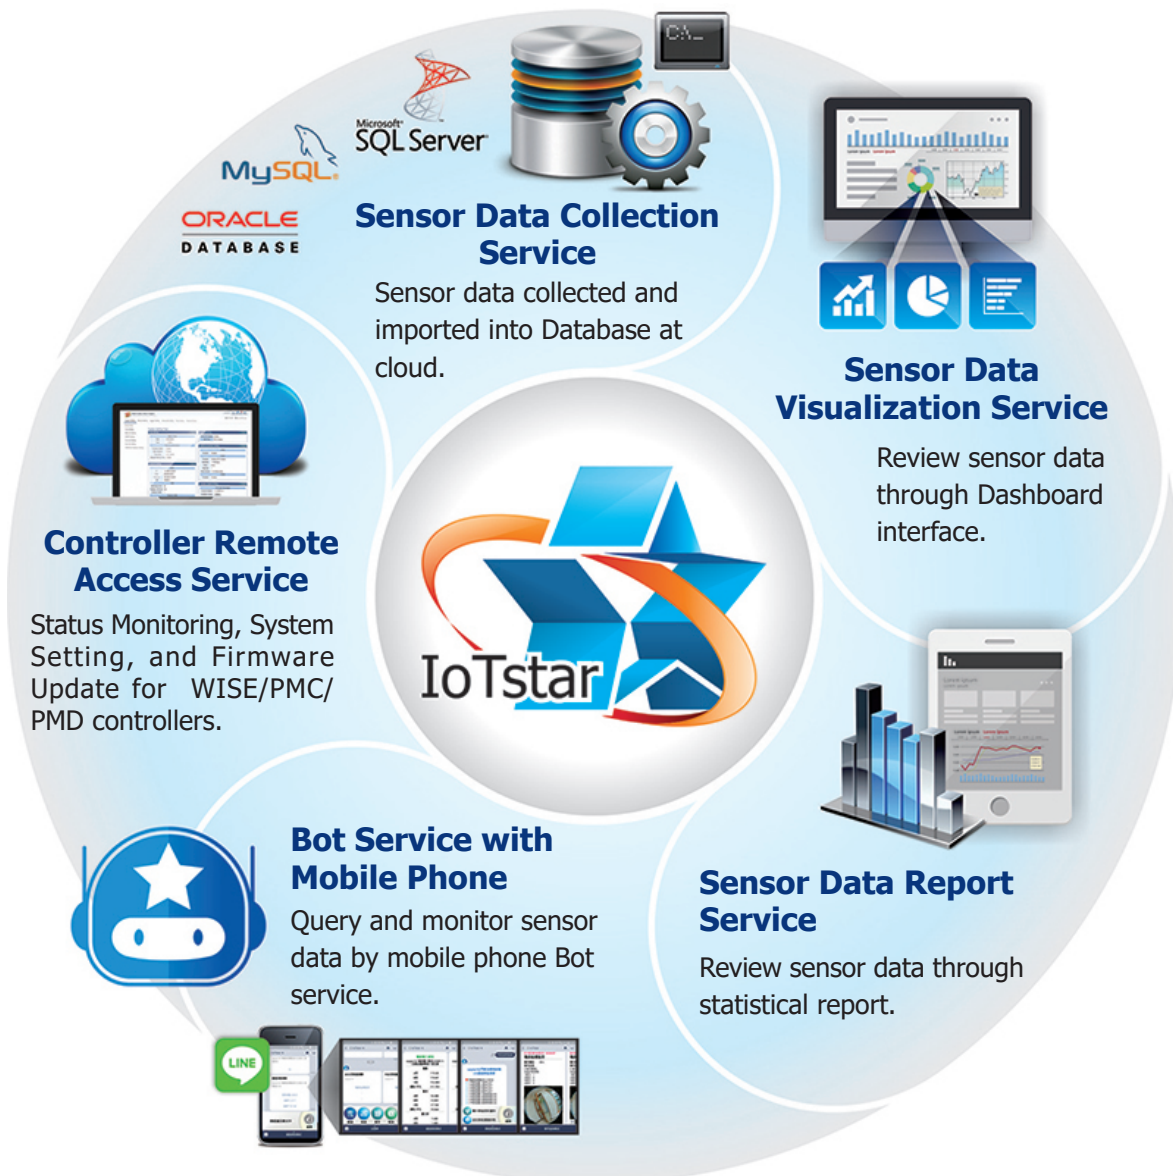 C:\_
Microsoft
SQL Server
MySQL
ORACLE
DATABASE
Sensor Data Collection
Service
Sensor data collected and
imported into Database at
cloud.
Sensor Data
Visualization Service
Review sensor data
through Dashboard
interface.
Controller Remote
Access Service
Status Monitoring, System
Setting, and Firmware
Update for WISE/PMC/
PMD controllers.
IoTstar
Bot Service with
Mobile Phone
Query and monitor sensor
data by mobile phone Bot
service.
LINE
Sensor Data Report
Service
Review sensor data through
statistical report.